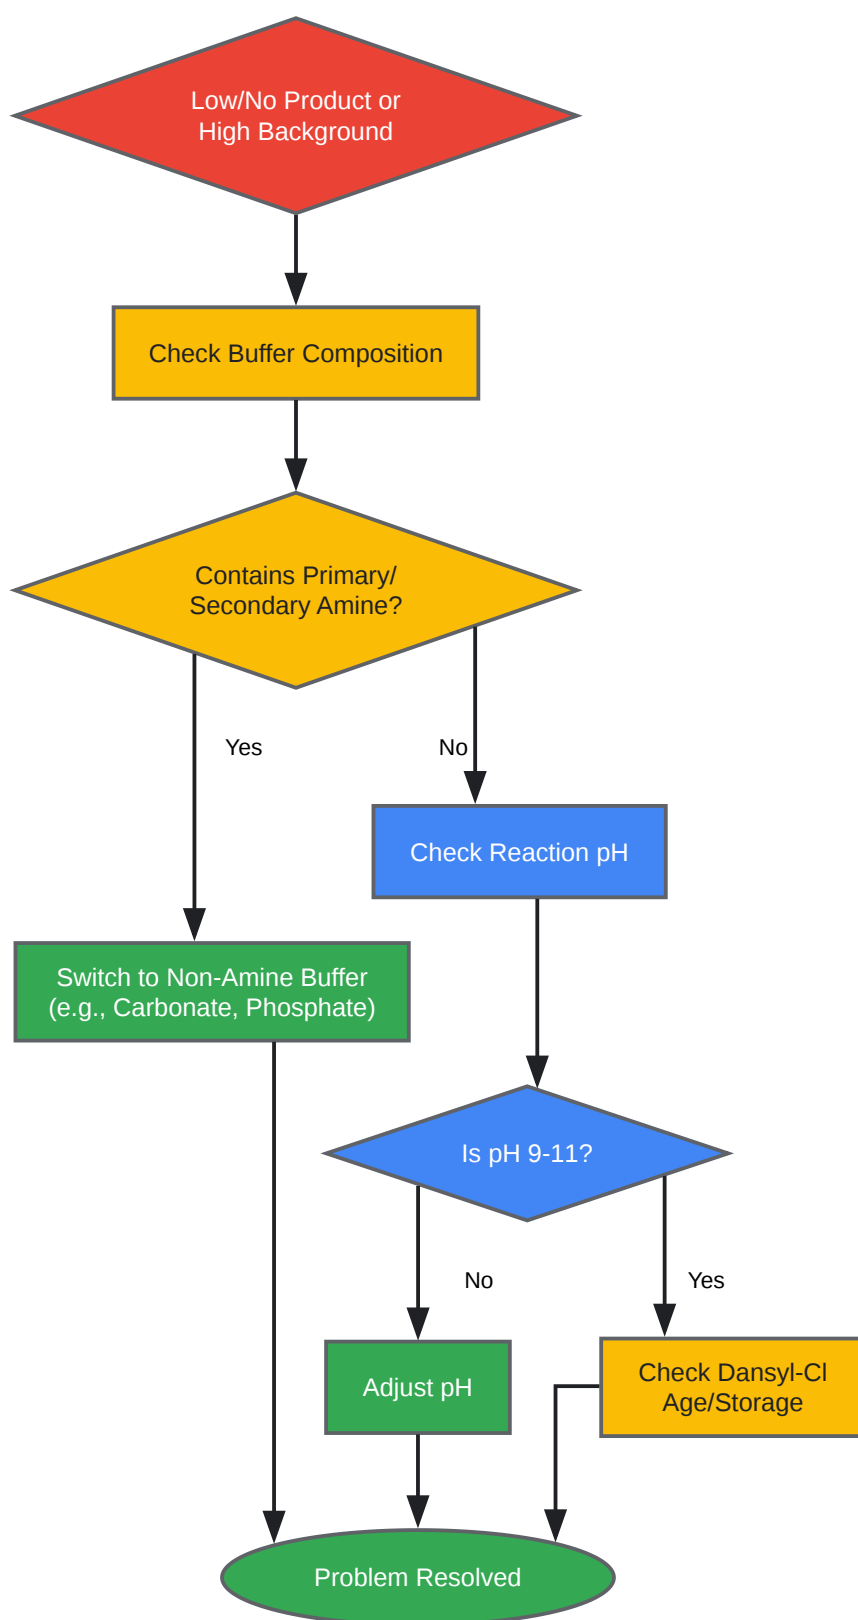 Low/No Product or
High Background
Check Buffer Composition
Contains Primary/
Secondary Amine?
Yes
No
Check Reaction pH
Switch to Non-Amine Buffer
(e.g., Carbonate, Phosphate)
Is pH 9-11?
No
Yes
Adjust pH
Check Dansyl-Cl
Age/Storage
Problem Resolved